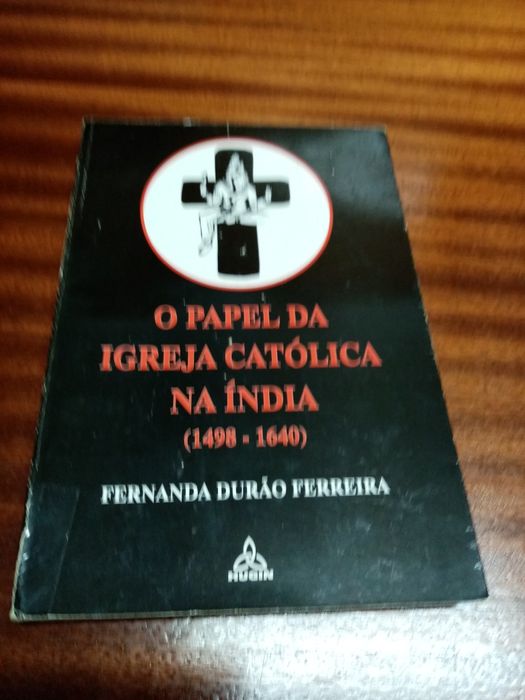 O PAPEL DA
IGREJA CATÓLICA
NA ÍNDIA
(1498 - 1640)
FERNANDA DURÃO FERREIRA
HUGIN